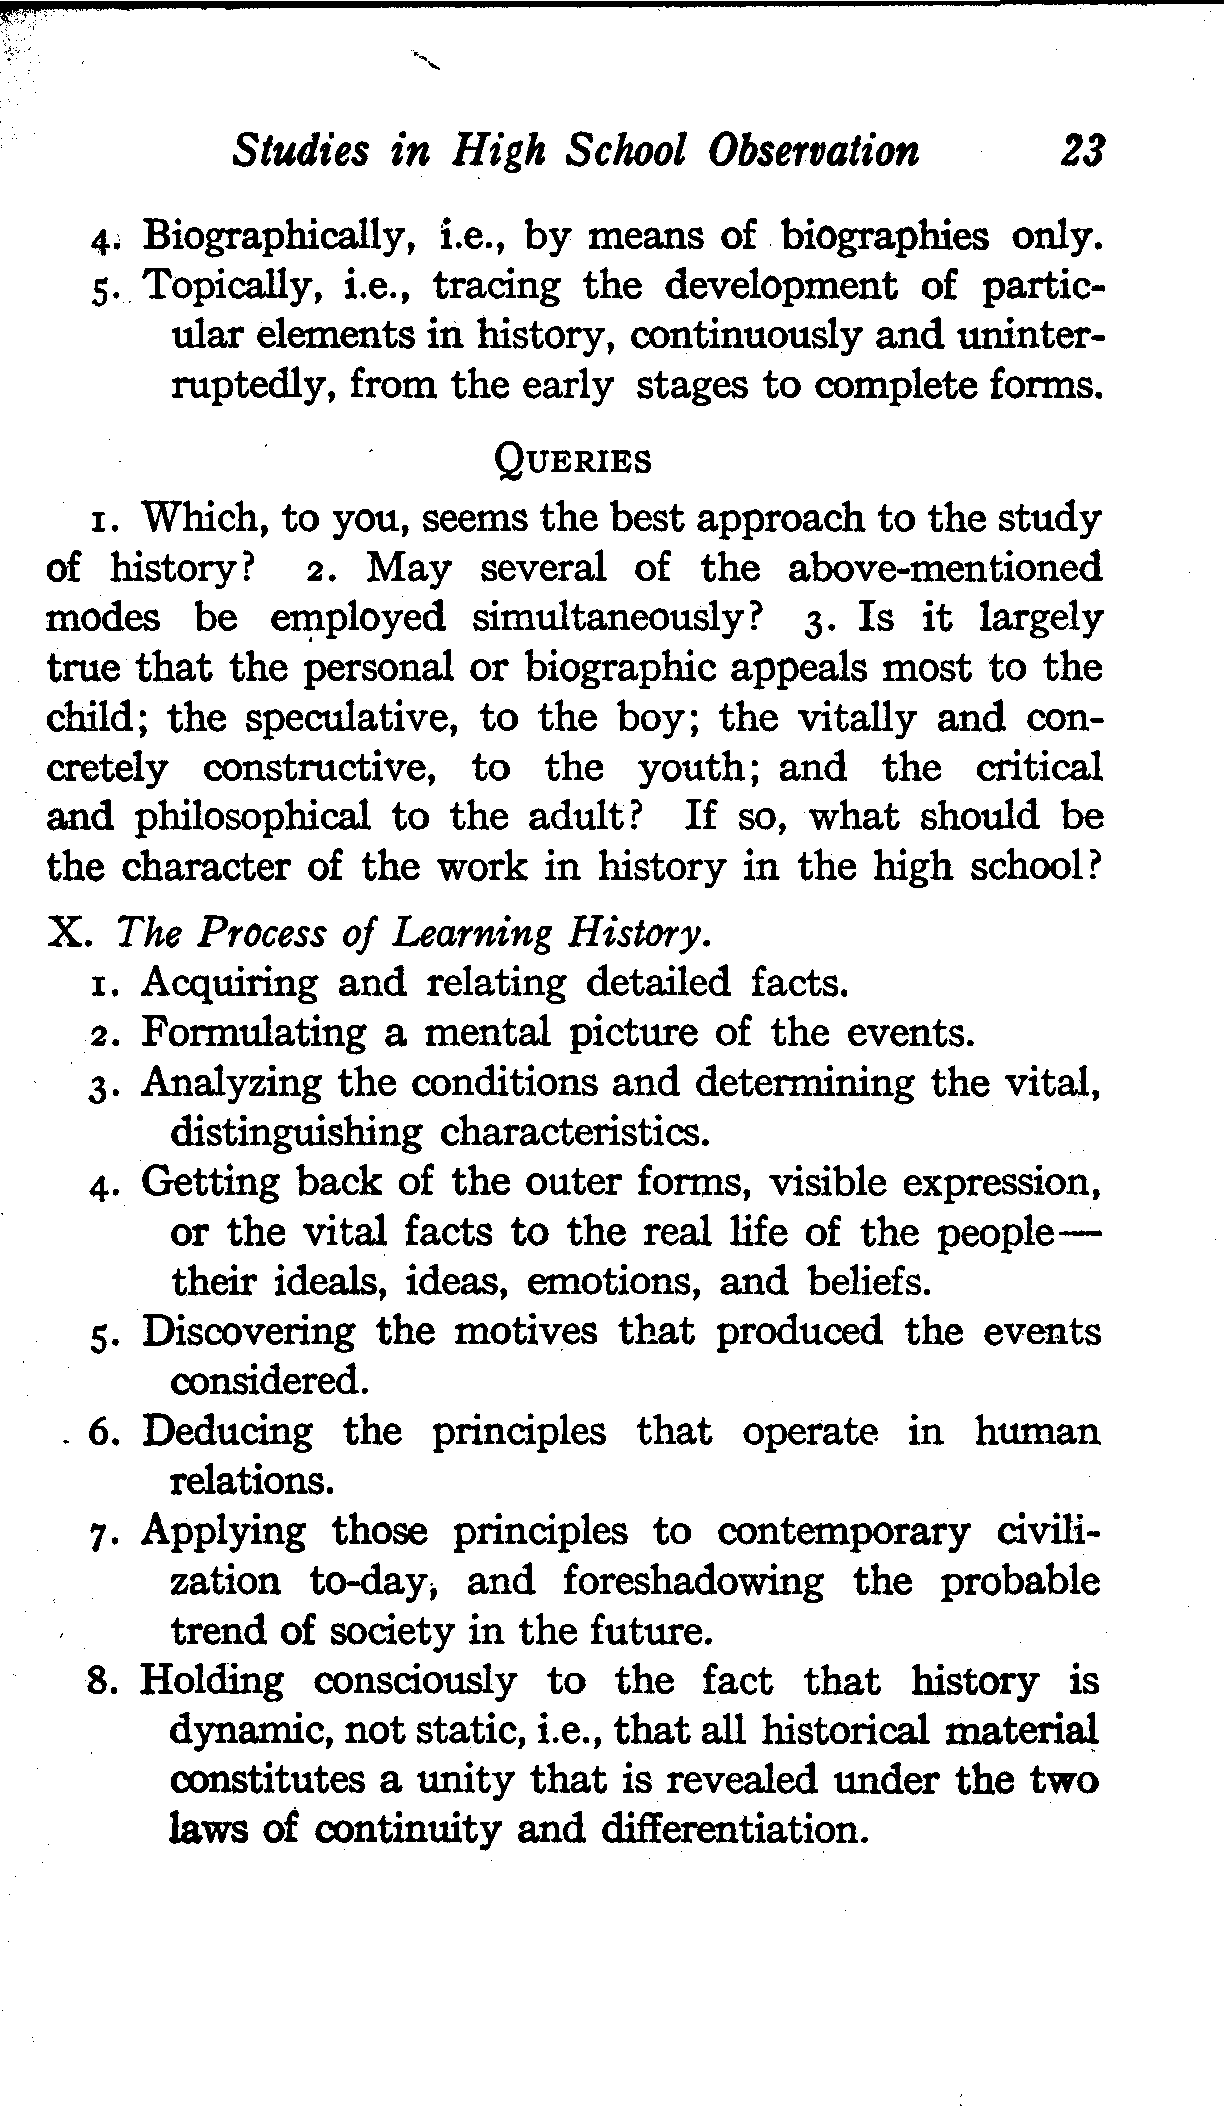 Studies in High School Observation 23
4. Biographically, i.e., by means of biographies only.
5. Topically, i.e., tracing the development of partic-
ular elements in history, continuously and uninter-
ruptedly, from the early stages to complete forms.
QUERIES
1. Which, to you, seems the best approach to the study
of history? 2. May several of the above-mentioned
modes be employed simultaneously? 3. Is it largely
true that the personal or biographic appeals most to the
child; the speculative, to the boy; the vitally and con-
cretely constructive, to the youth; and the critical
and philosophical to the adult? If so, what should be
the character of the work in history in the high school?
X. The Process of Learning History.
1. Acquiring and relating detailed facts.
2. Formulating a mental picture of the events.
3. Analyzing the conditions and determining the vital,
distinguishing characteristics.
4. Getting back of the outer forms, visible expression,
or the vital facts to the real life of the people—
their ideals, ideas, emotions, and beliefs.
5. Discovering the motives that produced the events
considered.
6. Deducing the principles that operate in human
relations.
7. Applying those principles to contemporary civili-
zation to-day, and foreshadowing the probable
trend of society in the future.
8. Holding consciously to the fact that history is
dynamic, not static, i.e., that all historical material
constitutes a unity that is revealed under the two
laws of continuity and differentiation.